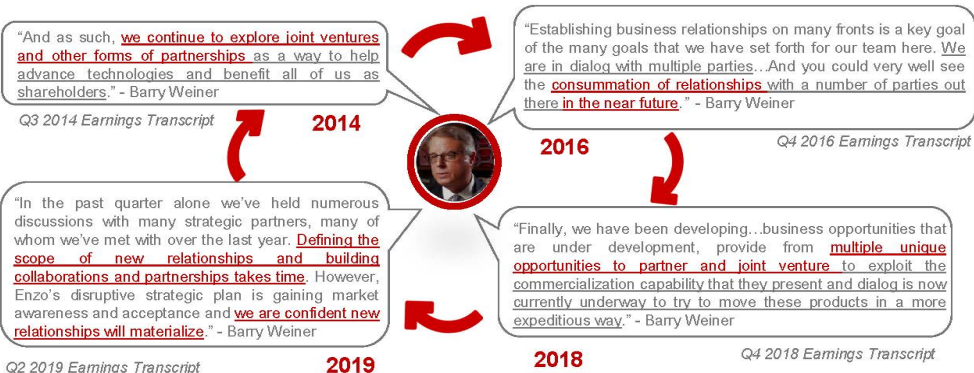 “And as such, we continue to explore joint ventures
and other forms of partnerships as a way to help
advance technologies and benefit all of us as
shareholders.” - Barry Weiner
Q3 2014 Earnings Transcript
2014
“Establishing business relationships on many fronts is a key goal
of the many goals that we have set forth for our team here. We
are in dialog with multiple parties…And you could very well see
the consummation of relationships with a number of parties out
there in the near future.” - Barry Weiner
2016
Q4 2016 Earnings Transcript
“In the past quarter alone we’ve held numerous
discussions with many strategic partners, many of
whom we’ve met with over the last year. Defining the
scope of new relationships and building
collaborations and partnerships takes time. However,
Enzo’s disruptive strategic plan is gaining market
awareness and acceptance and we are confident new
relationships will materialize.” - Barry Weiner
Q2 2019 Earnings Transcript
2019
“Finally, we have been developing…business opportunities that
are under development, provide from multiple unique
opportunities to partner and joint venture to exploit the
commercialization capability that they present and dialog is now
currently underway to try to move these products in a more
expeditious way.” - Barry Weiner
2018
Q4 2018 Earnings Transcript